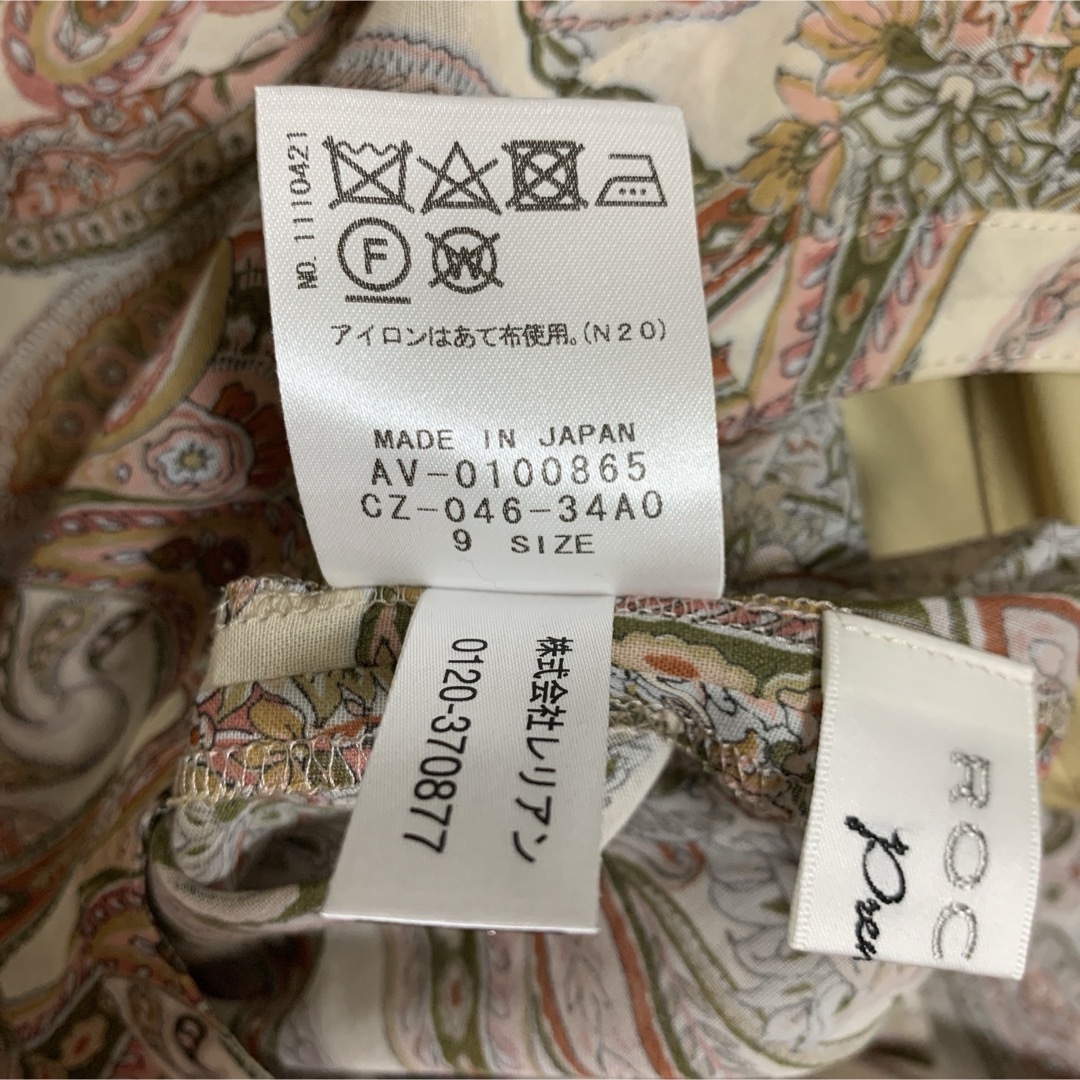 NO.11110421
F
W
アイロンはあて布使用。(N20)
MADE IN JAPAN
AV-0100865
CZ-046-34A0
9 SIZE
株式会社レリアン
0120-370877
ROC